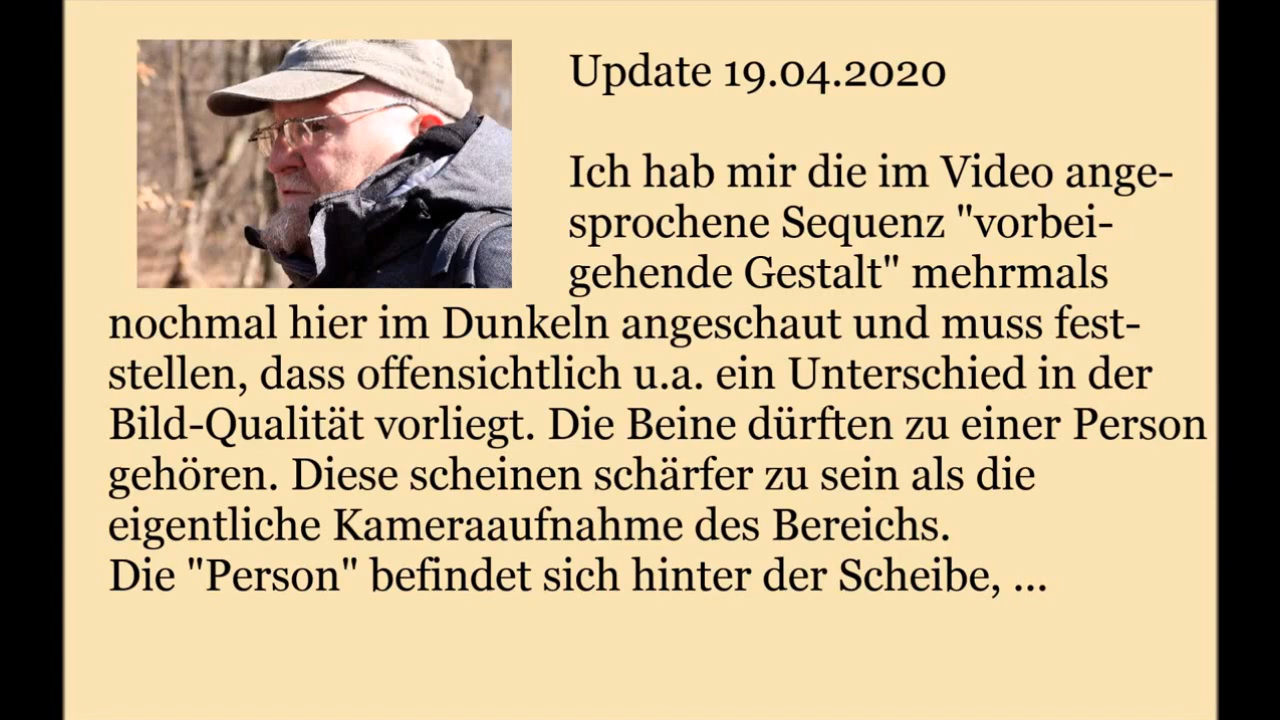 Update 19.04.2020
Ich hab mir die im Video ange-
sprochene Sequenz "vorbei-
gehende Gestalt" mehrmals
nochmal hier im Dunkeln angeschaut und muss fest-
stellen, dass offensichtlich u.a. ein Unterschied in der
Bild-Qualität vorliegt. Die Beine dürften zu einer Person
gehören. Diese scheinen schärfer zu sein als die
eigentliche Kameraaufnahme des Bereichs.
Die "Person" befindet sich hinter der Scheibe, ...